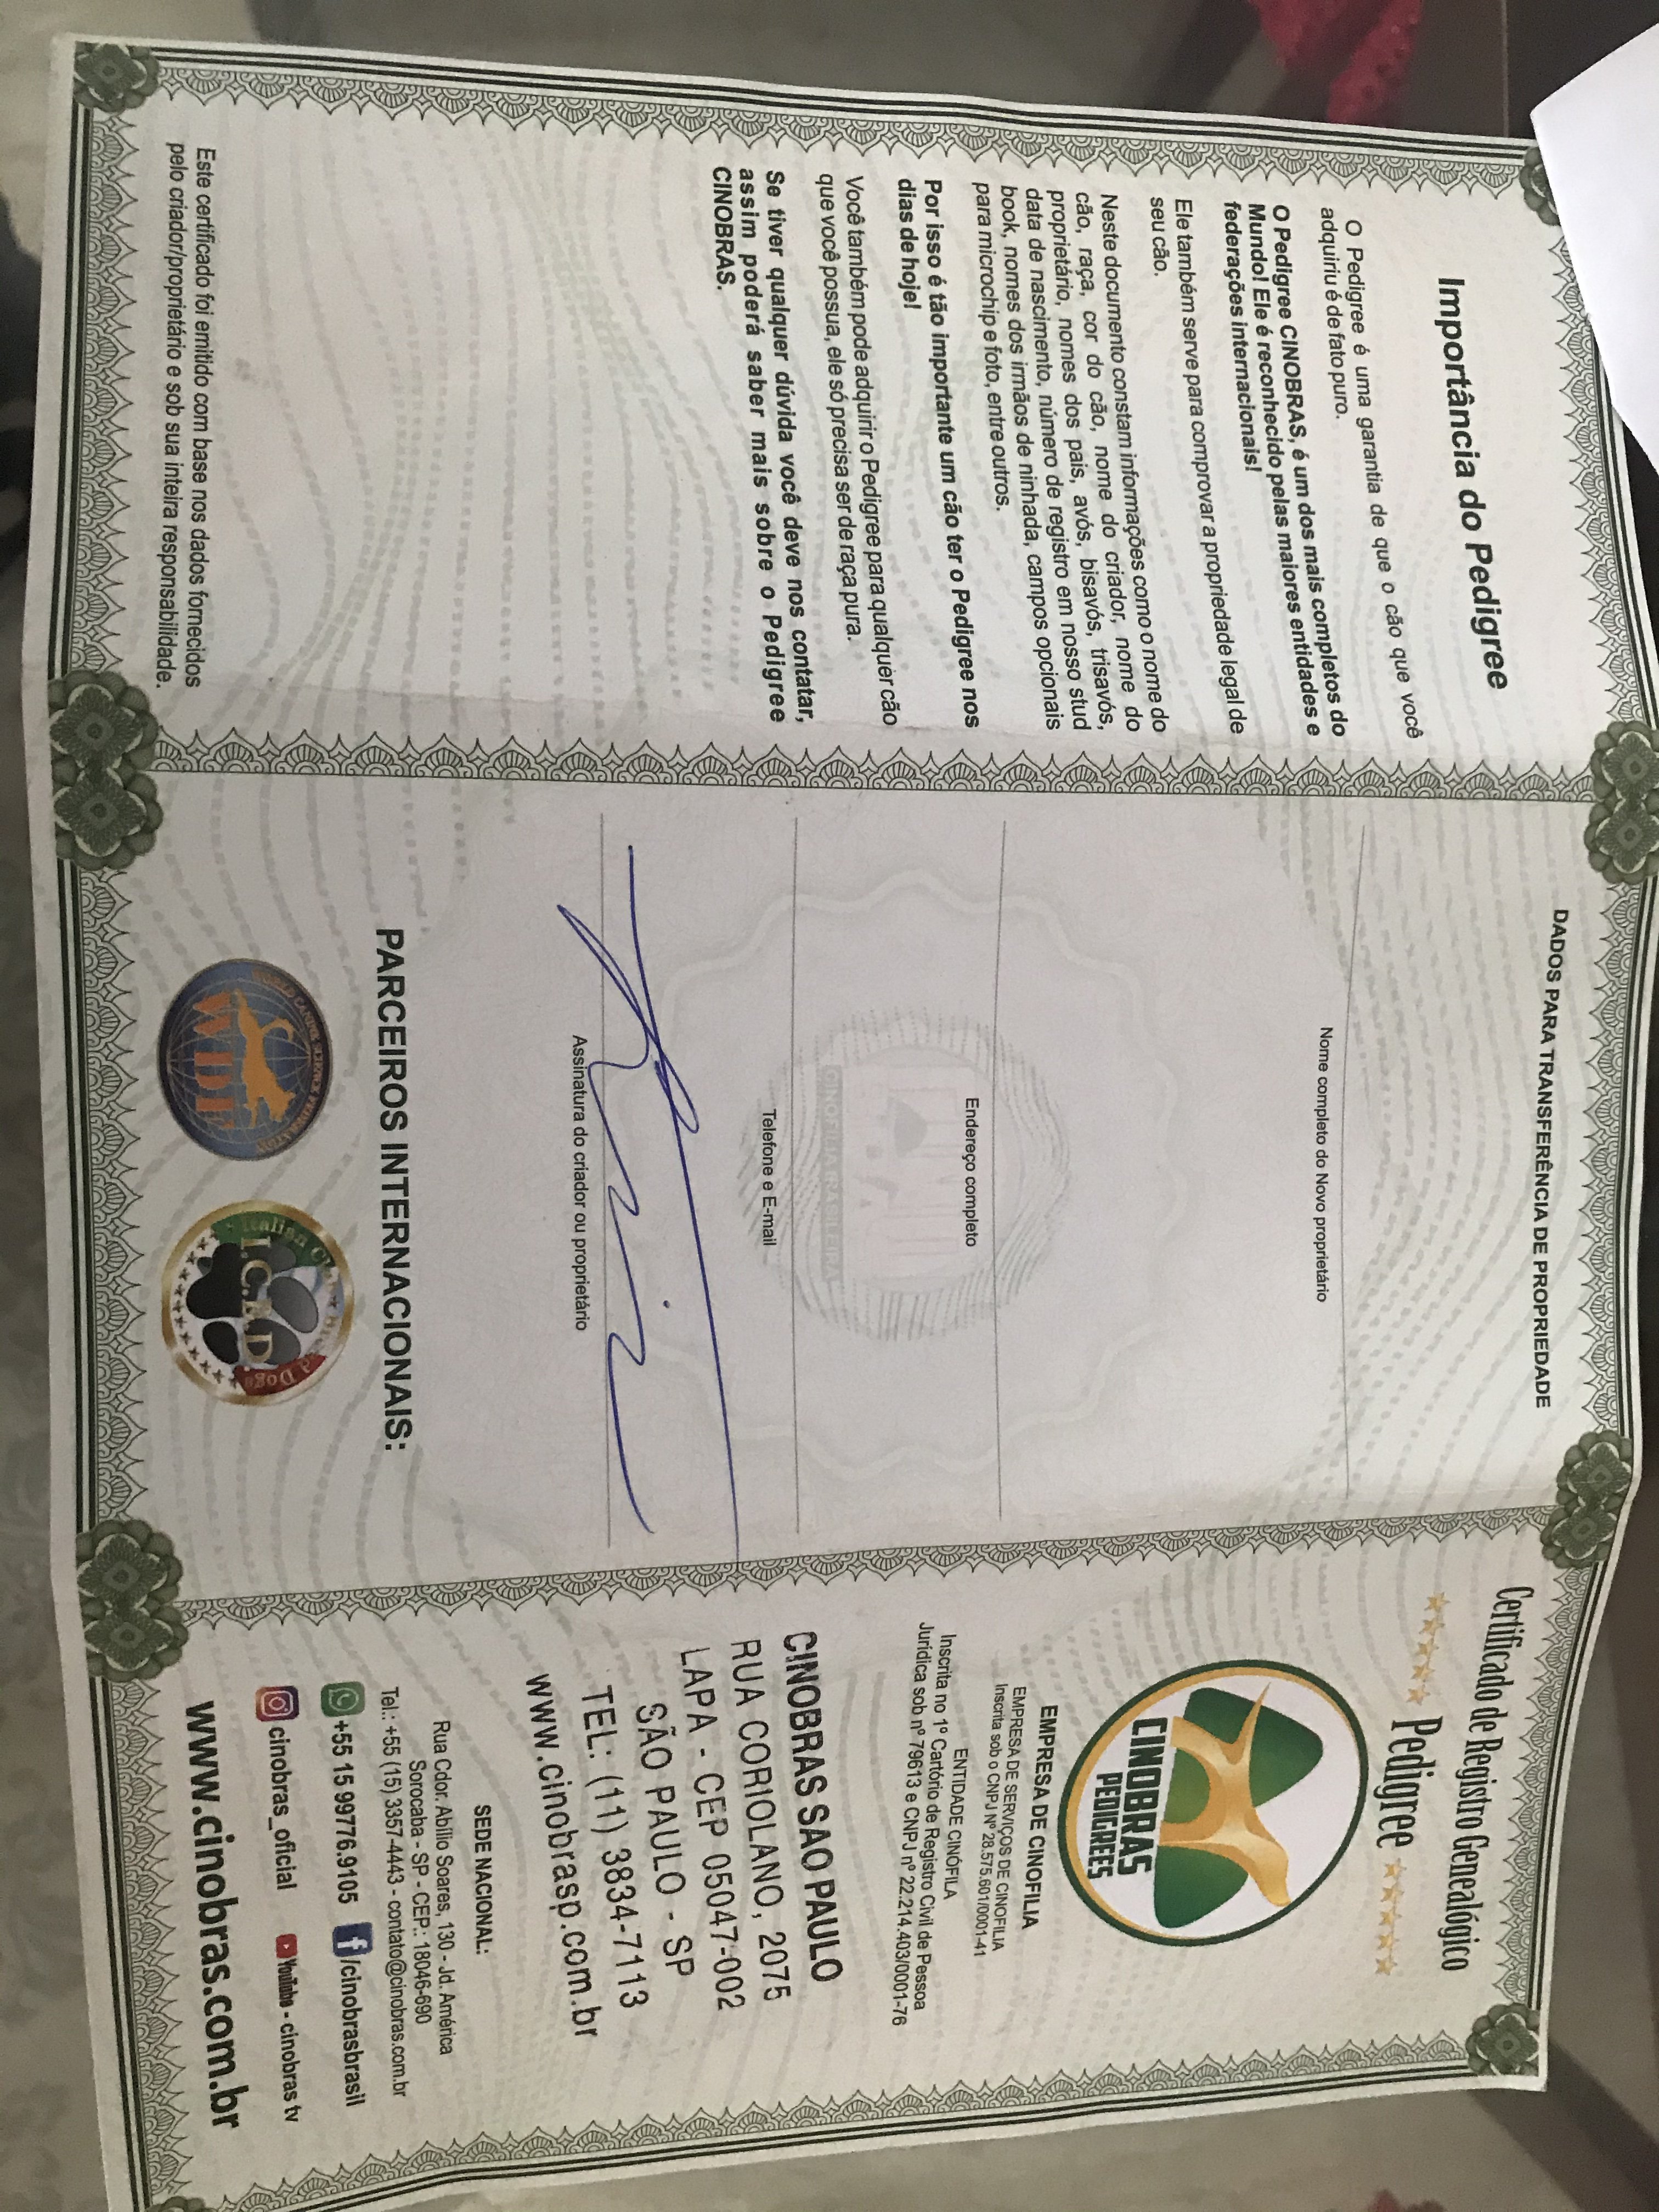 Importância do Pedigree
O Pedigree é uma garantia de que o cão que você
adquiriu é de fato puro.
O Pedigree CINOBRAS, é um dos mais completos do
Mundo! Ele é reconhecido pelas maiores entidades e
federações internacionais!
Ele também serve para comprovar a propriedade legal de
seu cão.
Neste documento constam informações como o nome do
cão, raça, cor do cão, nome do criador, nome do
proprietário, nomes dos pais, avós, bisavós, trisavós,
data de nascimento, número de registro em nosso stud
book, nomes dos irmãos de ninhada, campos opcionais
para microchip e foto, entre outros.
Por isso é tão importante um cão ter o Pedigree nos
dias de hoje!
Você também pode adquirir o Pedigree para qualquer cão
que você possua, ele só precisa ser de raça pura.
Se tiver qualquer dúvida você deve nos contatar,
assim poderá saber mais sobre o Pedigree
CINOBRAS.
Este certificado foi emitido com base nos dados fornecidos
pelo criador/proprietário e sob sua inteira responsabilidade.
DADOS PARA TRANSFERÊNCIA DE PROPRIEDADE
Nome completo do Novo proprietário
Endereço completo
CINOFILIA BRASILEIRA
Telefone e E-mail
Assinatura do criador ou proprietário
PARCEIROS INTERNACIONAIS:
WDF
I.C.B.D.
Certificado de Registro Genealógico
Pedigree
CINOBRAS
PEDIGREES
EMPRESA DE CINOFILIA
EMPRESA DE SERVIÇOS DE CINOFILIA
Inscrita sob o CNPJ Nº 28.575.601/0001-41
ENTIDADE CINÓFILA
Inscrita no 1º Cartório de Registro Civil de Pessoa
Jurídica sob nº 79613 e CNPJ nº 22.214.403/0001-76
CINOBRAS SAO PAULO
RUA CORIOLANO, 2075
LAPA - CEP 05047-002
SÃO PAULO - SP
TEL: (11) 3834-7113
www.cinobrasp.com.br
SEDE NACIONAL:
Rua Cdor. Abílio Soares, 130 - Jd. América
Sorocaba - SP - CEP.: 18046-690
Tel.: +55 (15) 3357-4443 - contato@cinobras.com.br
+55 15 99776.9105 f /cinobrasbrasil
cinobras_oficial YouTube - cinobras tv
www.cinobras.com.br